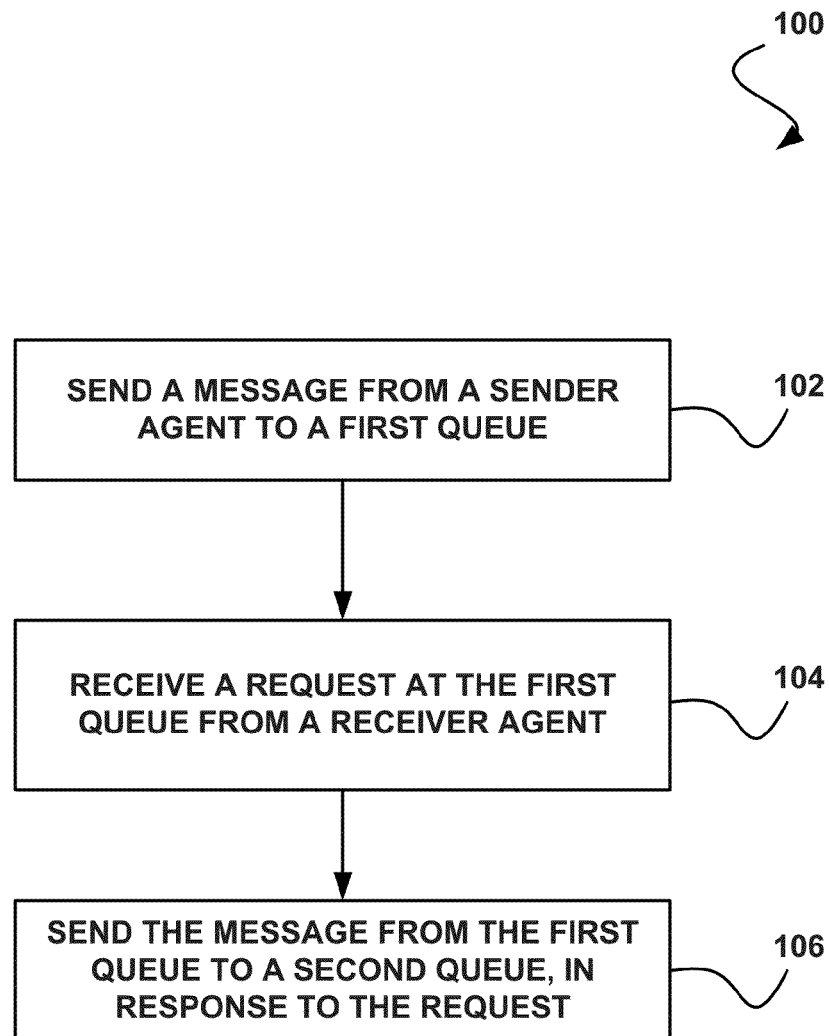 100
SEND A MESSAGE FROM A SENDER
AGENT TO A FIRST QUEUE
102
RECEIVE A REQUEST AT THE FIRST
QUEUE FROM A RECEIVER AGENT
104
SEND THE MESSAGE FROM THE FIRST
QUEUE TO A SECOND QUEUE, IN
RESPONSE TO THE REQUEST
106